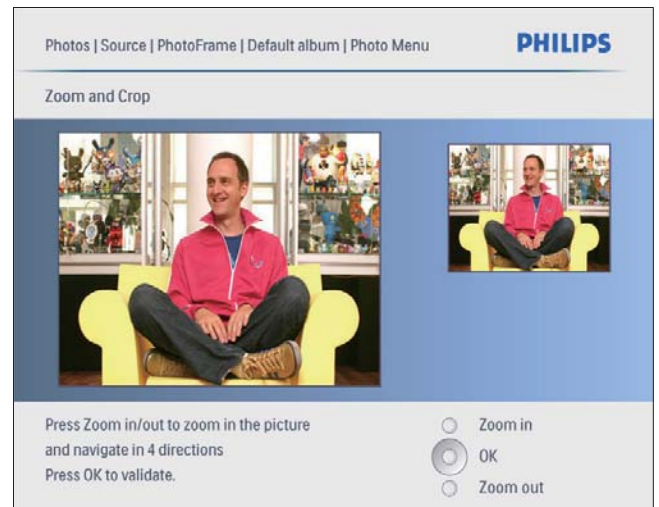 Photos | Source | PhotoFrame | Default album | Photo Menu
PHILIPS
Zoom and Crop
Press Zoom in/out to zoom in the picture
and navigate in 4 directions
Press OK to validate.
Zoom in
OK
Zoom out